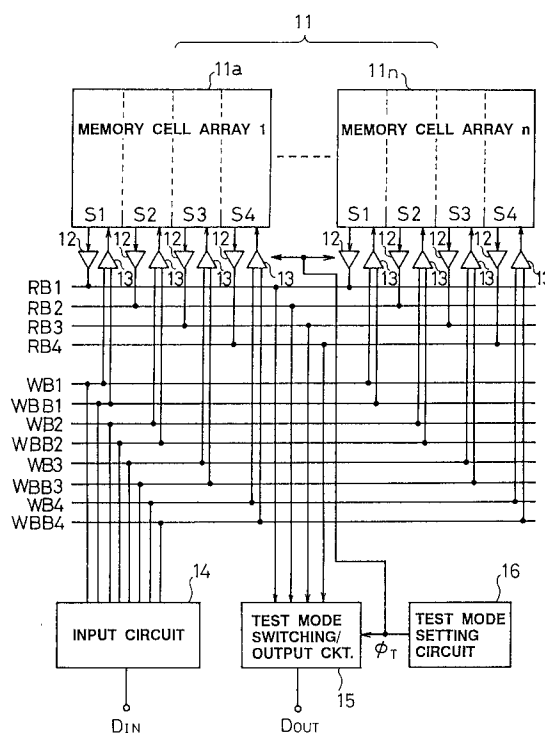 11
11a
11n
MEMORY CELL ARRAY 1
MEMORY CELL ARRAY n
S1 S2 S3 S4
S1 S2 S3 S4
12 12 12 12 12 12 12 12
13 13 13 13 13 13 13 13
RB1
RB2
RB3
RB4
WB1
WBB1
WB2
WBB2
WB3
WBB3
WB4
WBB4
14
16
INPUT CIRCUIT
TEST MODE
SWITCHING/
OUTPUT CKT.
TEST MODE
SETTING
CIRCUIT
ϕT
15
DIN
DOUT